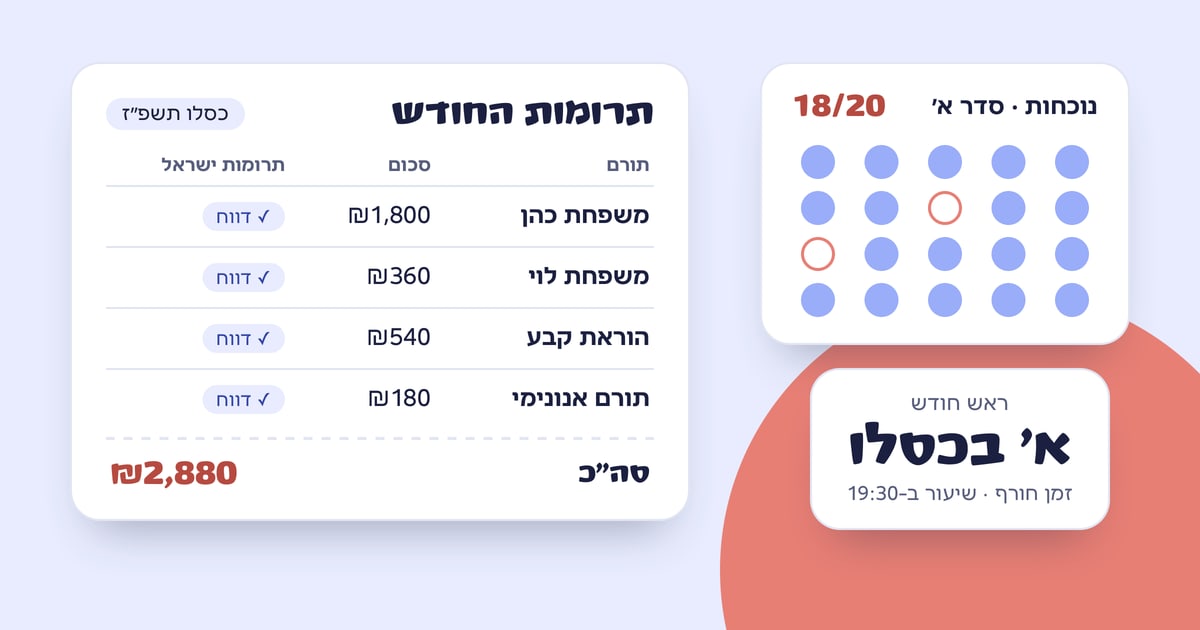 נוכחות · סדר א׳ 18/20
ראש חודש
א׳ בכסלו
זמן חורף · שיעור ב-19:30
תרומות החודש כסלו תשפ״ז
תורם סכום תרומות ישראל
משפחת כהן ₪1,800 ✓ דווח
משפחת לוי ₪360 ✓ דווח
הוראת קבע ₪540 ✓ דווח
תורם אנונימי ₪180 ✓ דווח
סה״כ ₪2,880